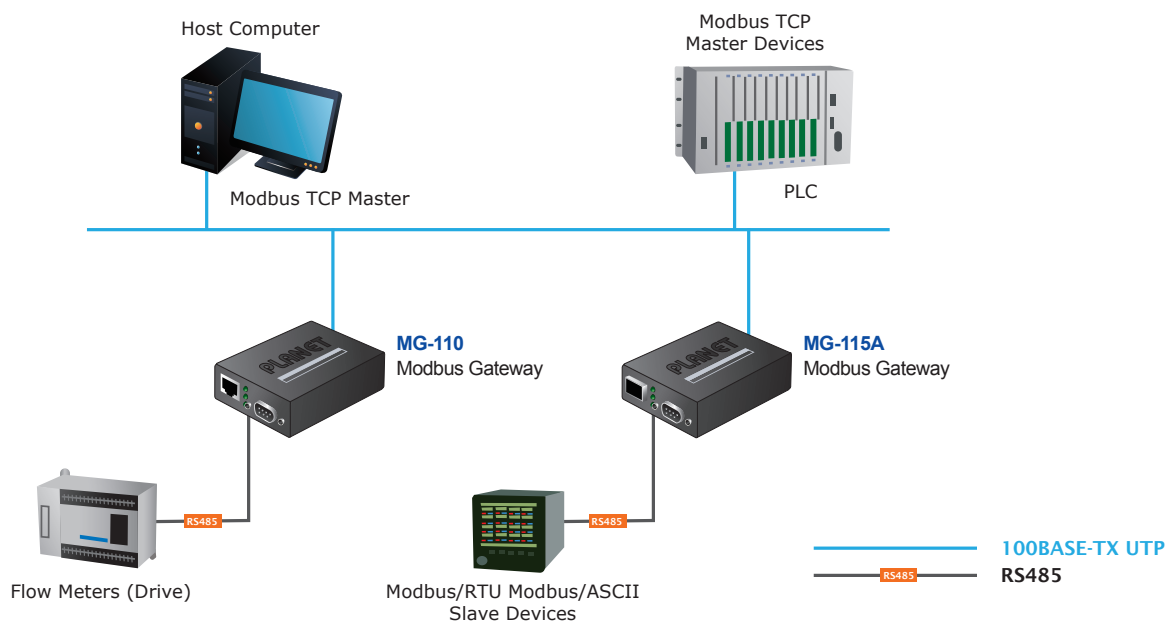 Host Computer
Modbus TCP
Master Devices
Modbus TCP Master
PLC
PLANET
MG-110
Modbus Gateway
PLANET
MG-115A
Modbus Gateway
RS485
RS485
Flow Meters (Drive)
Modbus/RTU Modbus/ASCII
Slave Devices
100BASE-TX UTP
RS485
RS485